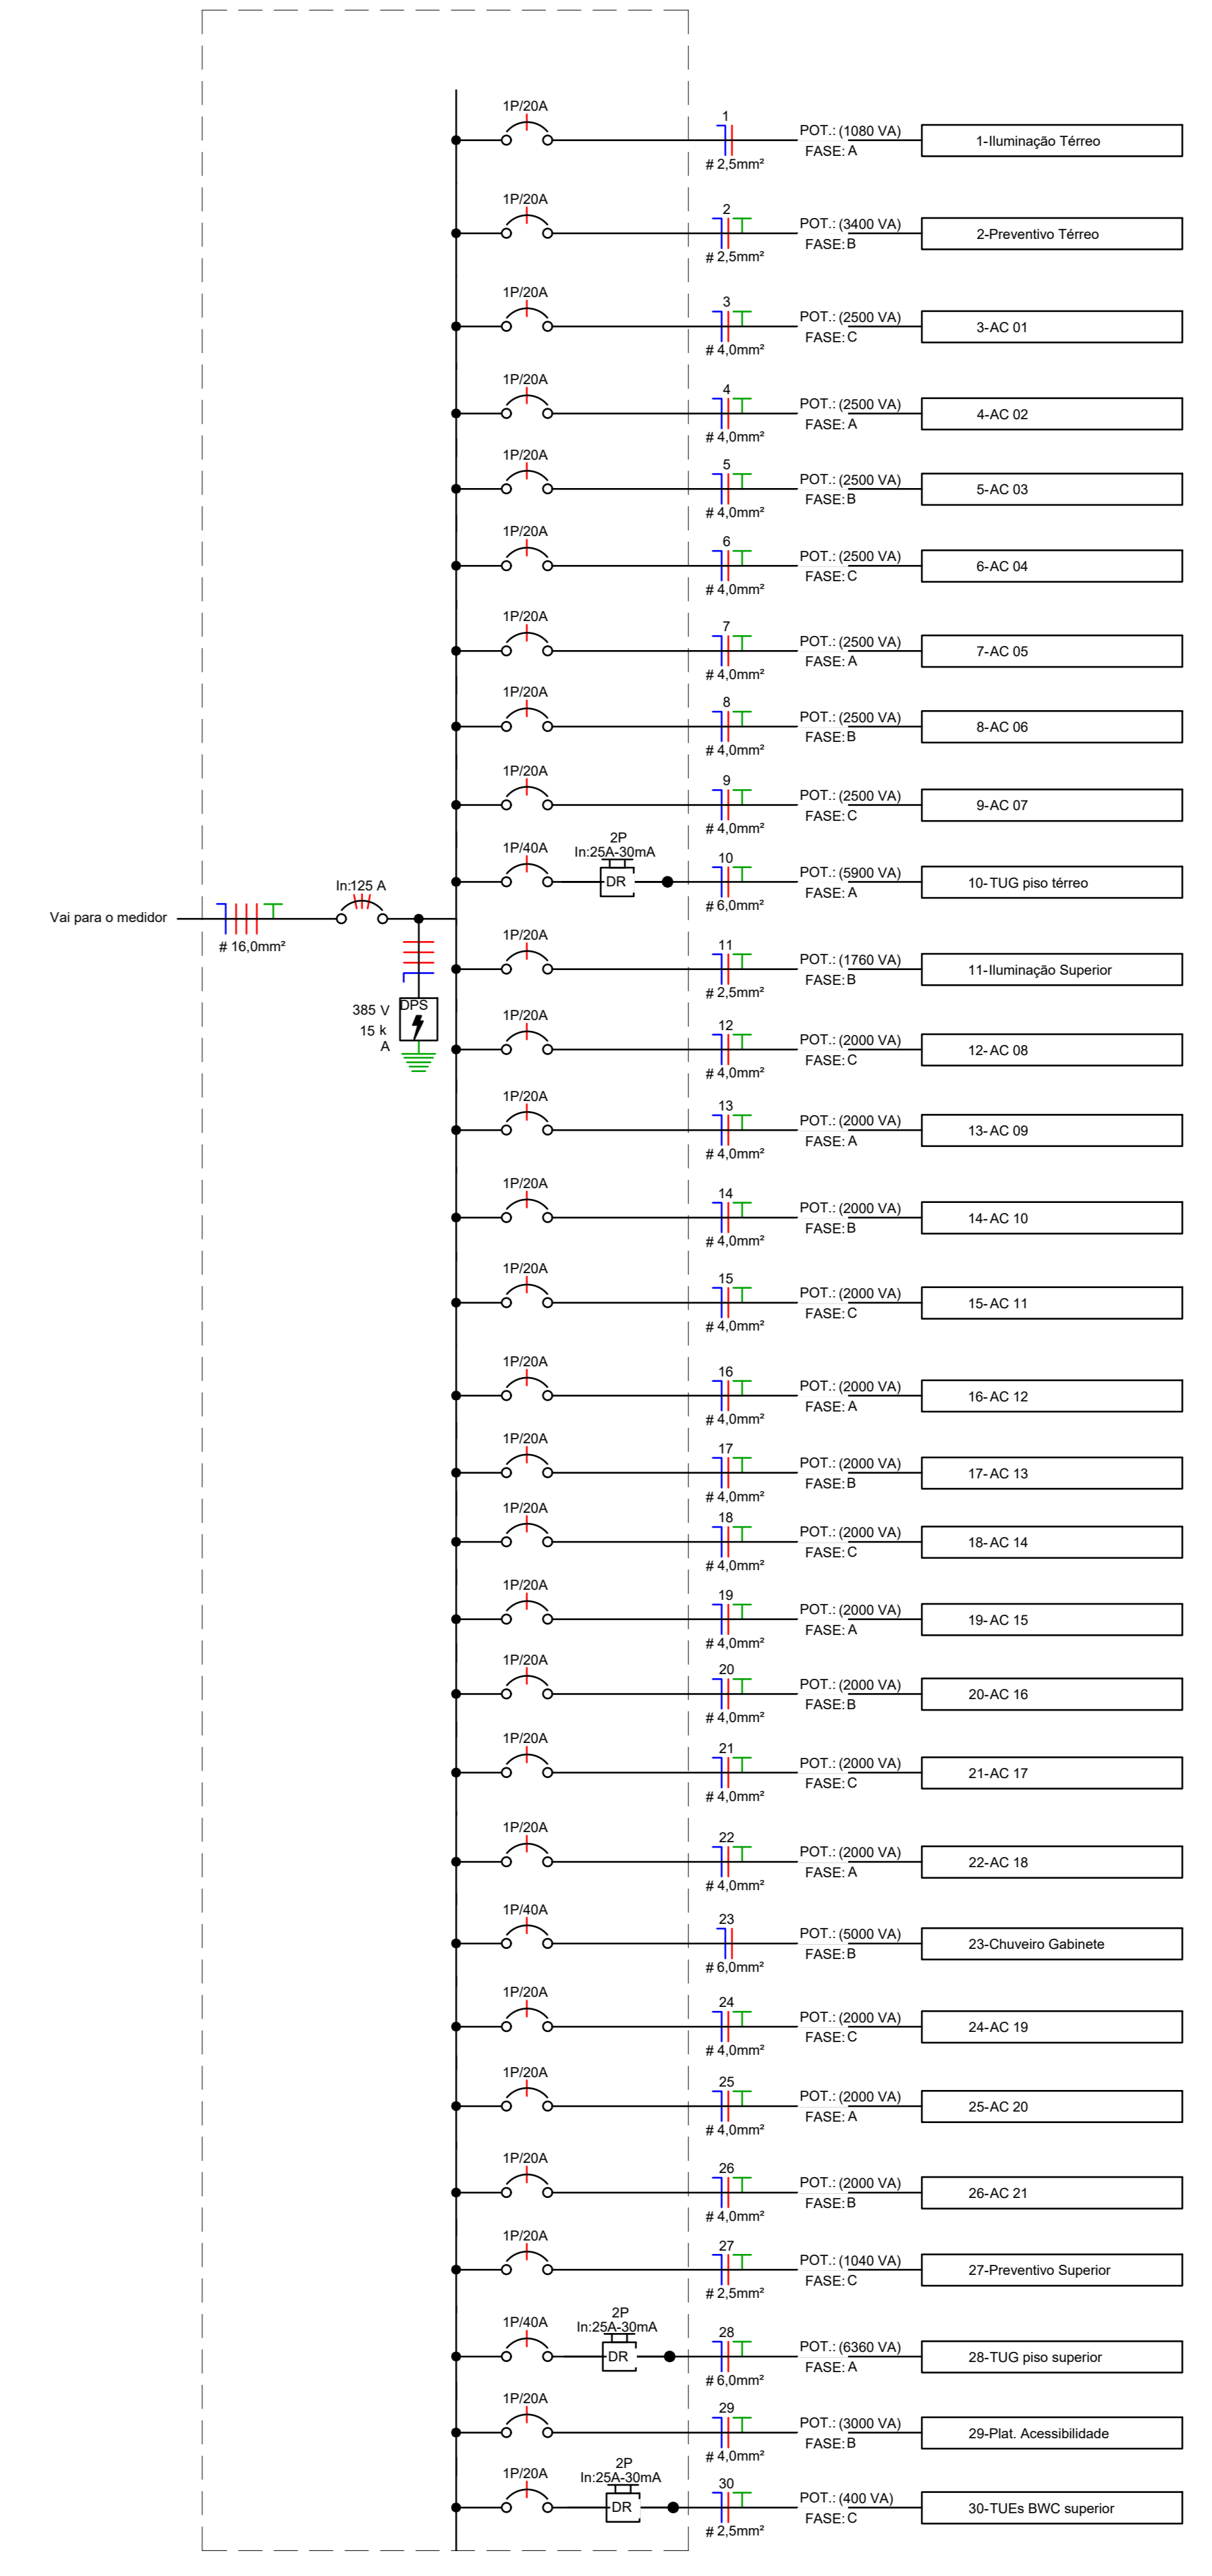 1P/20A
1
POT.: (1080 VA)
FASE: A
# 2,5mm²
1-Iluminação Térreo
1P/20A
2
POT.: (3400 VA)
FASE: B
# 2,5mm²
2-Preventivo Térreo
1P/20A
3
POT.: (2500 VA)
FASE: C
# 4,0mm²
3-AC 01
1P/20A
4
POT.: (2500 VA)
FASE: A
# 4,0mm²
4-AC 02
1P/20A
5
POT.: (2500 VA)
FASE: B
# 4,0mm²
5-AC 03
1P/20A
6
POT.: (2500 VA)
FASE: C
# 4,0mm²
6-AC 04
1P/20A
7
POT.: (2500 VA)
FASE: A
# 4,0mm²
7-AC 05
1P/20A
8
POT.: (2500 VA)
FASE: B
# 4,0mm²
8-AC 06
1P/20A
9
POT.: (2500 VA)
FASE: C
# 4,0mm²
9-AC 07
1P/40A
2P
In:25A-30mA
DR
10
POT.: (5900 VA)
FASE: A
# 6,0mm²
10-TUG piso térreo
Vai para o medidor
# 16,0mm²
In:125 A
385 V
15 k
A
DPS
1P/20A
11
POT.: (1760 VA)
FASE: B
# 2,5mm²
11-Iluminação Superior
1P/20A
12
POT.: (2000 VA)
FASE: C
# 4,0mm²
12-AC 08
1P/20A
13
POT.: (2000 VA)
FASE: A
# 4,0mm²
13-AC 09
1P/20A
14
POT.: (2000 VA)
FASE: B
# 4,0mm²
14-AC 10
1P/20A
15
POT.: (2000 VA)
FASE: C
# 4,0mm²
15-AC 11
1P/20A
16
POT.: (2000 VA)
FASE: A
# 4,0mm²
16-AC 12
1P/20A
17
POT.: (2000 VA)
FASE: B
# 4,0mm²
17-AC 13
1P/20A
18
POT.: (2000 VA)
FASE: C
# 4,0mm²
18-AC 14
1P/20A
19
POT.: (2000 VA)
FASE: A
# 4,0mm²
19-AC 15
1P/20A
20
POT.: (2000 VA)
FASE: B
# 4,0mm²
20-AC 16
1P/20A
21
POT.: (2000 VA)
FASE: C
# 4,0mm²
21-AC 17
1P/20A
22
POT.: (2000 VA)
FASE: A
# 4,0mm²
22-AC 18
1P/40A
23
POT.: (5000 VA)
FASE: B
# 6,0mm²
23-Chuveiro Gabinete
1P/20A
24
POT.: (2000 VA)
FASE: C
# 4,0mm²
24-AC 19
1P/20A
25
POT.: (2000 VA)
FASE: A
# 4,0mm²
25-AC 20
1P/20A
26
POT.: (2000 VA)
FASE: B
# 4,0mm²
26-AC 21
1P/20A
27
POT.: (1040 VA)
FASE: C
# 2,5mm²
27-Preventivo Superior
1P/40A
2P
In:25A-30mA
DR
28
POT.: (6360 VA)
FASE: A
# 6,0mm²
28-TUG piso superior
1P/20A
29
POT.: (3000 VA)
FASE: B
# 4,0mm²
29-Plat. Acessibilidade
1P/20A
2P
In:25A-30mA
DR
30
POT.: (400 VA)
FASE: C
# 2,5mm²
30-TUEs BWC superior